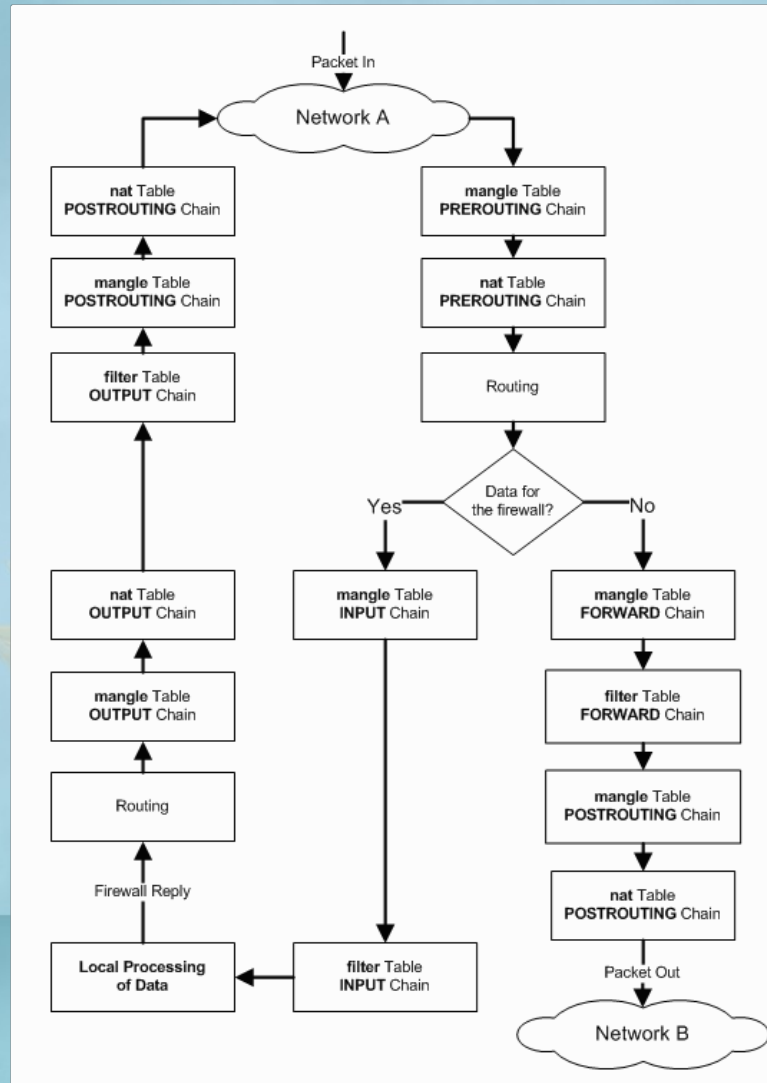 Packet In
Network A
nat Table
POSTROUTING Chain
mangle Table
PREROUTING Chain
mangle Table
POSTROUTING Chain
nat Table
PREROUTING Chain
filter Table
OUTPUT Chain
Routing
Data for
the firewall?
Yes
No
nat Table
OUTPUT Chain
mangle Table
INPUT Chain
mangle Table
FORWARD Chain
mangle Table
OUTPUT Chain
filter Table
FORWARD Chain
Routing
mangle Table
POSTROUTING Chain
Firewall Reply
nat Table
POSTROUTING Chain
Local Processing
of Data
filter Table
INPUT Chain
Packet Out
Network B